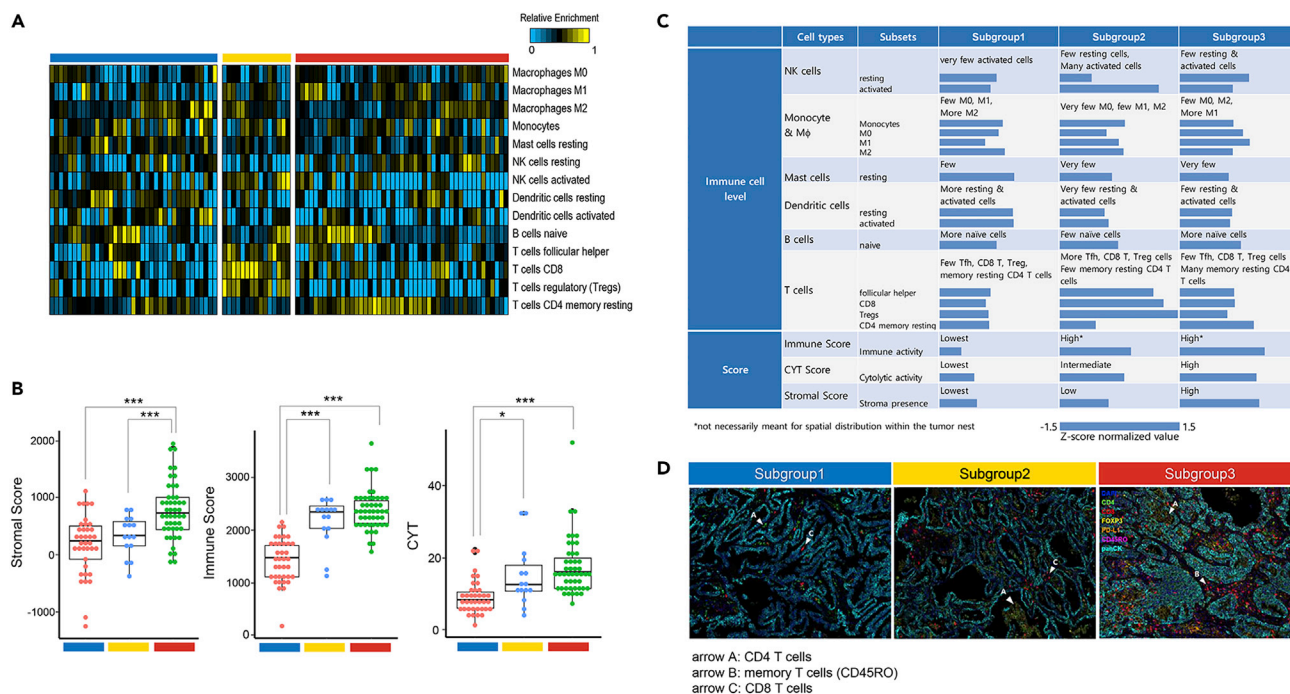 A
Relative Enrichment
0 1
Macrophages M0
Macrophages M1
Macrophages M2
Monocytes
Mast cells resting
NK cells resting
NK cells activated
Dendritic cells resting
Dendritic cells activated
B cells naive
T cells follicular helper
T cells CD8
T cells regulatory (Tregs)
T cells CD4 memory resting
B
***
***
Stromal Score
2000
1000
0
-1000
***
***
Immune Score
3000
2000
1000
0
***
*
CYT
60
40
20
0
C
Cell types Subsets Subgroup1 Subgroup2 Subgroup3
Immune cell
level
NK cells
resting
activated
very few activated cells
Few resting cells,
Many activated cells
Few resting &
activated cells
Monocyte
& Mϕ
Monocytes
M0
M1
M2
Few M0, M1,
More M2
Very few M0, few M1, M2
Few M0, M2,
More M1
Mast cells resting
Few
Very few
Very few
Dendritic cells
resting
activated
More resting &
activated cells
Very few resting &
activated cells
Few resting &
activated cells
B cells naive
More naïve cells
Few naïve cells
More naïve cells
T cells
follicular helper
CD8
Tregs
CD4 memory resting
Few Tfh, CD8 T, Treg,
memory resting CD4 T cells
More Tfh, CD8 T, Treg cells
Few memory resting CD4 T
cells
Few Tfh, CD8 T, Treg cells
Many memory resting CD4
T cells
Score
Immune Score Immune activity
Lowest
High*
High*
CYT Score Cytolytic activity
Lowest
Intermediate
High
Stromal Score Stroma presence
Lowest
Low
High
*not necessarily meant for spatial distribution within the tumor nest
-1.5 1.5
Z-score normalized value
D
Subgroup1 Subgroup2 Subgroup3
A
C
A
C
CD4
FOXP3
PD-L1
CD45RO
panCK
A
B
arrow A: CD4 T cells
arrow B: memory T cells (CD45RO)
arrow C: CD8 T cells